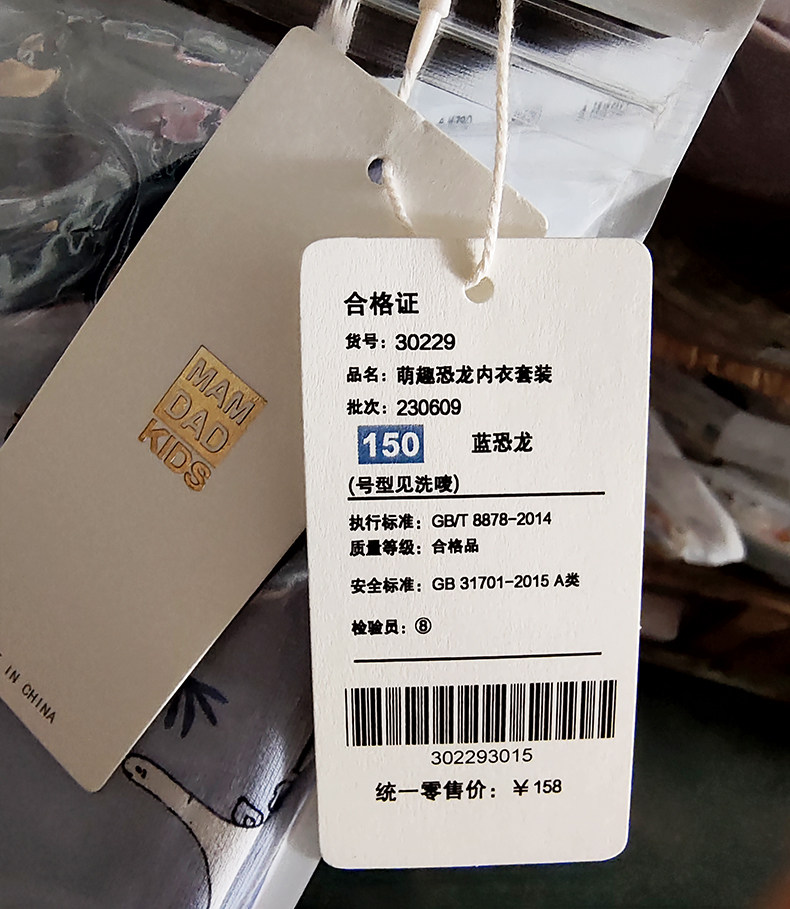 合格证
货号：30229
品名：萌趣恐龙内衣套装
批次：230609
150 蓝恐龙
(号型见洗唛)
执行标准：GB/T 8878-2014
质量等级：合格品
安全标准：GB 31701-2015 A类
检验员：⑧
302293015
统一零售价：￥158
MAM
DAD
KIDS
IN CHINA